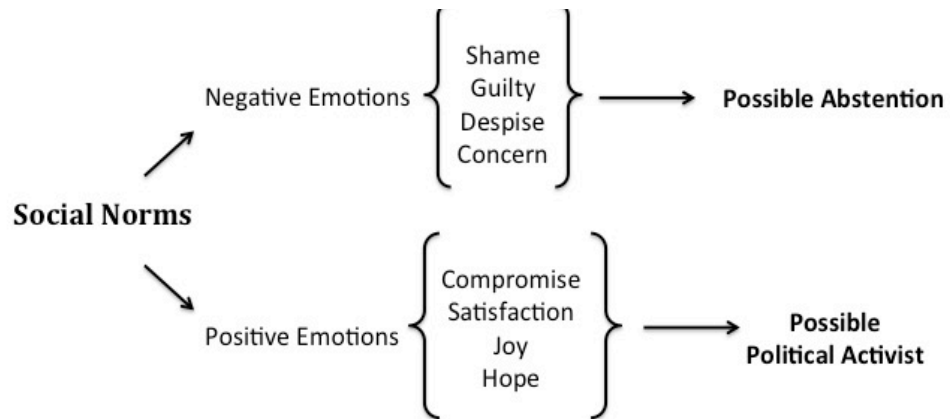 Social Norms
Negative Emotions
Shame
Guilty
Despise
Concern
Possible Abstention
Positive Emotions
Compromise
Satisfaction
Joy
Hope
Possible
Political Activist